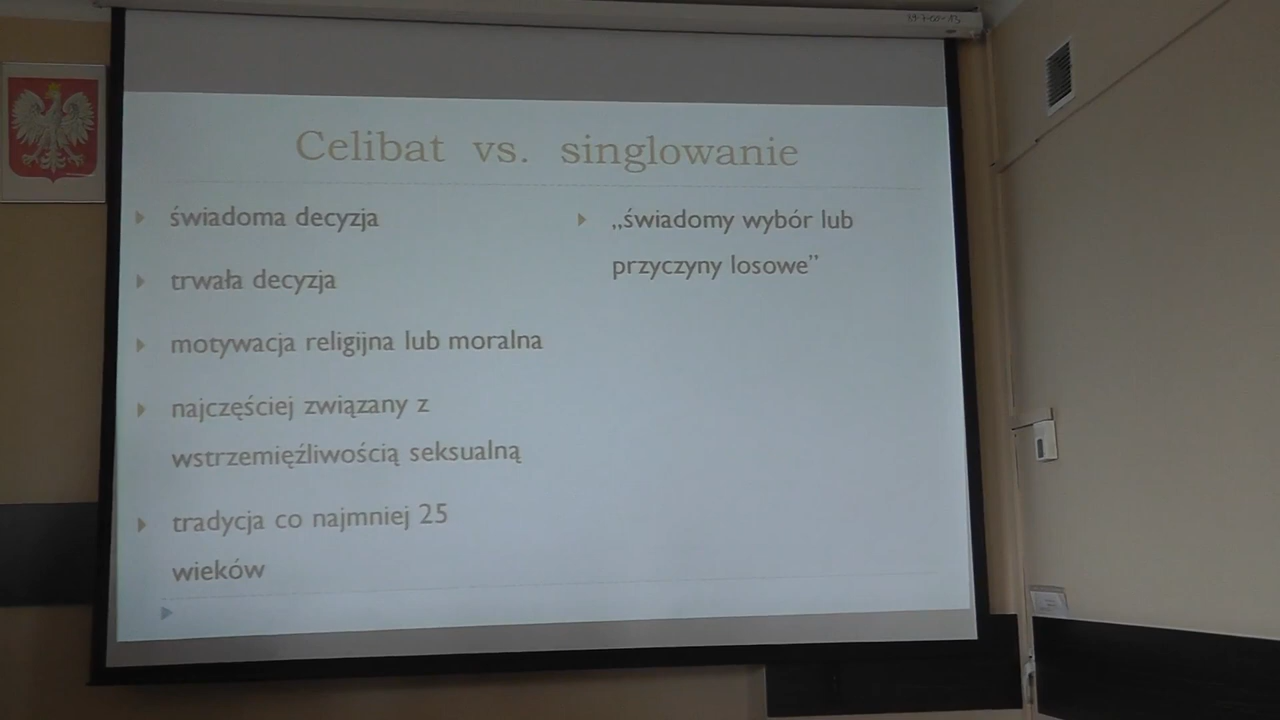 Celibat vs. singlowanie
świadoma decyzja
trwała decyzja
motywacja religijna lub moralna
najczęściej związany z
wstrzemięźliwością seksualną
tradycja co najmniej 25
wieków
„świadomy wybór lub
przyczyny losowe”